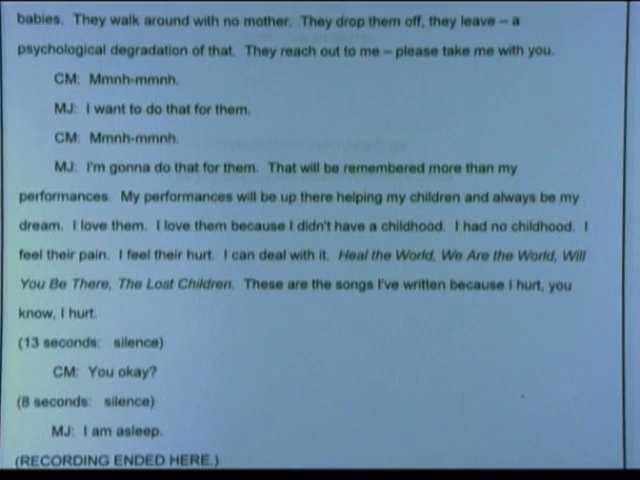 babies. They walk around with no mother. They drop them off, they leave – a
psychological degradation of that. They reach out to me – please take me with you.
CM: Mmnh-mmnh.
MJ: I want to do that for them.
CM: Mmnh-mmnh.
MJ: I'm gonna do that for them. That will be remembered more than my
performances. My performances will be up there helping my children and always be my
dream. I love them. I love them because I didn't have a childhood. I had no childhood. I
feel their pain. I feel their hurt. I can deal with it. Heal the World, We Are the World, Will
You Be There, The Lost Children. These are the songs I've written because I hurt, you
know, I hurt.
(13 seconds: silence)
CM: You okay?
(8 seconds: silence)
MJ: I am asleep.
(RECORDING ENDED HERE.)